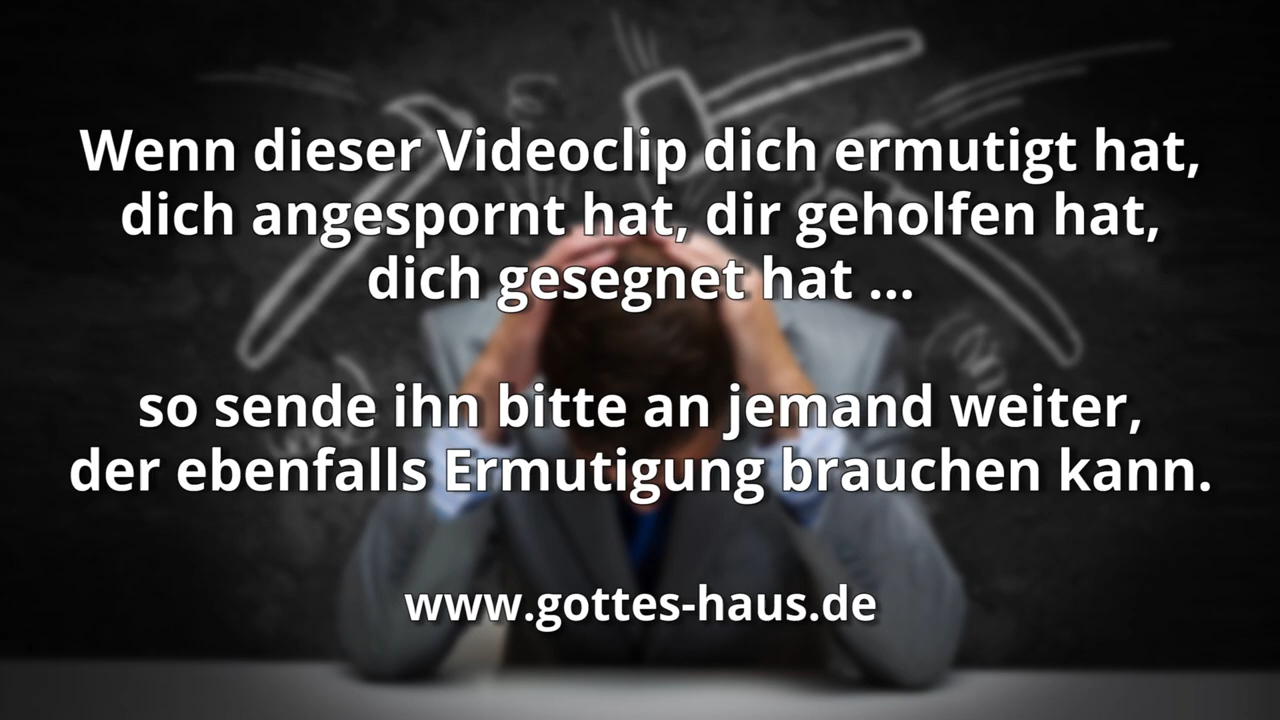 Wenn dieser Videoclip dich ermutigt hat,
dich angespornt hat, dir geholfen hat,
dich gesegnet hat ...
so sende ihn bitte an jemand weiter,
der ebenfalls Ermutigung brauchen kann.
www.gottes-haus.de